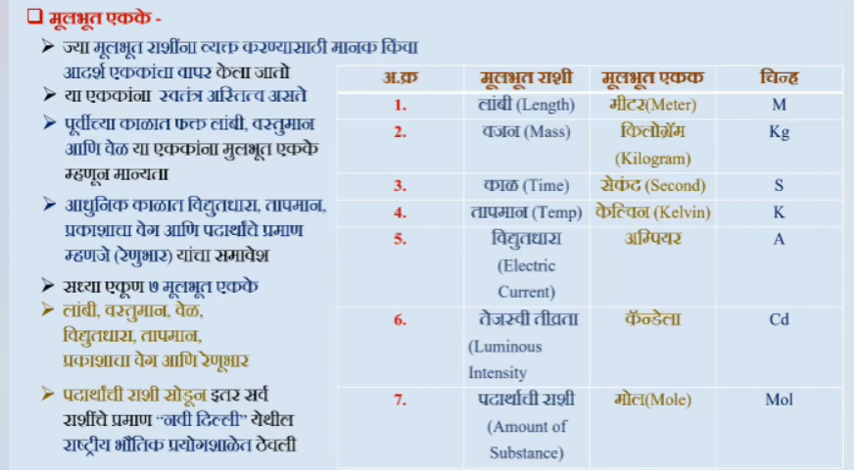 मूलभूत एकके -
ज्या मूलभूत राशींना व्यक्त करण्यासाठी मानक किंवा
आदर्श एककांचा वापर केला जातो
या एककांना स्वतंत्र अस्तित्व असते
पूर्वीच्या काळात फक्त लांबी, वस्तुमान
आणि वेळ या एककांना मुलभूत एकके
म्हणून मान्यता
आधुनिक काळात विद्युतधारा, तापमान,
प्रकाशाचा वेग आणि पदार्थांचे प्रमाण
म्हणजे (रेणुभार) यांचा समावेश
सध्या एकूण ७ मूलभूत एकके
लांबी, वस्तुमान, वेळ,
विद्युतधारा, तापमान,
प्रकाशाचा वेग आणि रेणूभार
पदार्थांची राशी सोडून इतर सर्व
राशींचे प्रमाण “नवी दिल्ली” येथील
राष्ट्रीय भौतिक प्रयोगशाळेत ठेवली
अ.क्र मूलभूत राशी मूलभूत एकक चिन्ह
1. लांबी (Length) मीटर(Meter) M
2. वजन (Mass) किलोग्रॅम Kg
(Kilogram)
3. काळ (Time) सेकंद (Second) S
4. तापमान (Temp) केल्विन (Kelvin) K
5. विद्युतधारा अम्पियर A
(Electric
Current)
6. तेजस्वी तीव्रता कॅन्डेला Cd
(Luminous
Intensity
7. पदार्थाची राशी मोल(Mole) Mol
(Amount of
Substance)